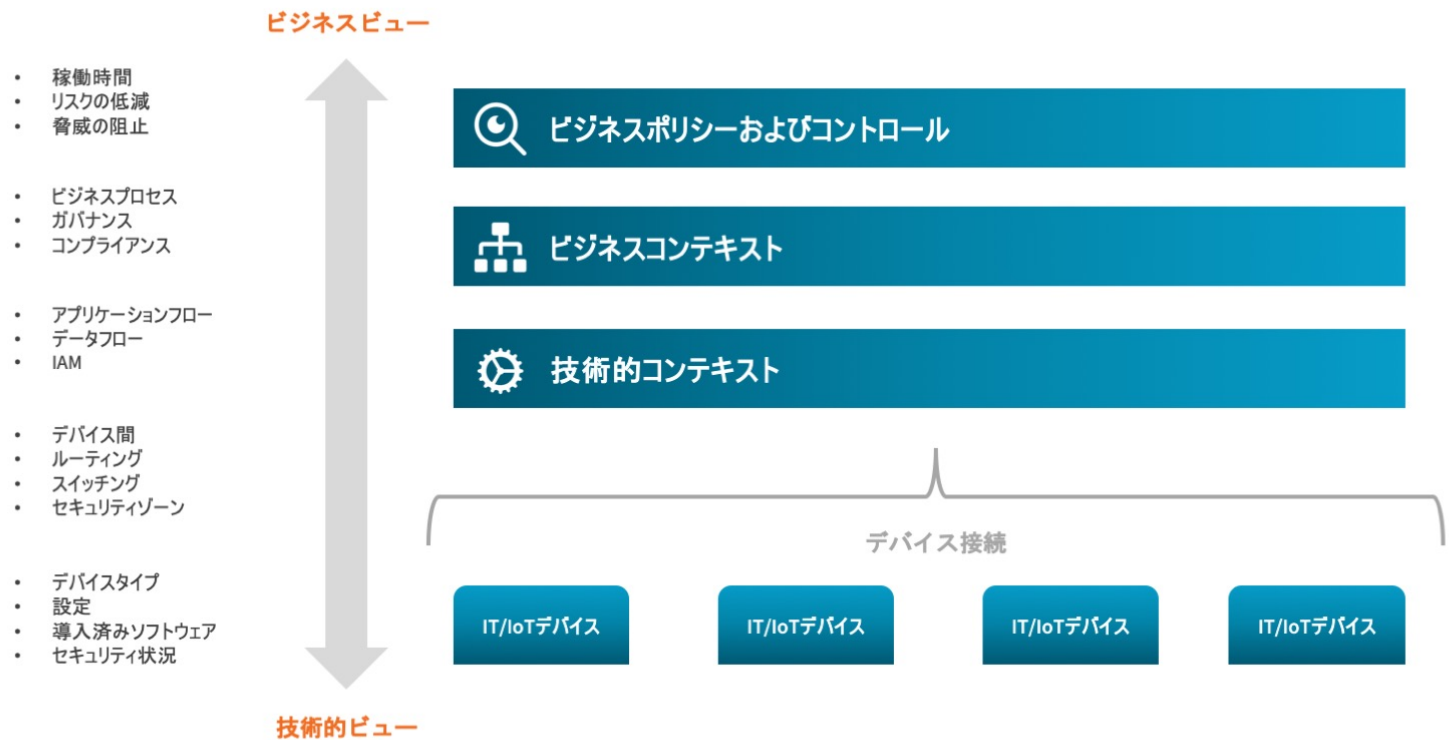 ビジネスビュー
• 稼働時間
• リスクの低減
• 脅威の阻止
ビジネスポリシーおよびコントロール
• ビジネスプロセス
• ガバナンス
• コンプライアンス
ビジネスコンテキスト
• アプリケーションフロー
• データフロー
• IAM
技術的コンテキスト
• デバイス間
• ルーティング
• スイッチング
• セキュリティゾーン
デバイス接続
• デバイスタイプ
• 設定
• 導入済みソフトウェア
• セキュリティ状況
IT/IoTデバイス
IT/IoTデバイス
IT/IoTデバイス
IT/IoTデバイス
技術的ビュー